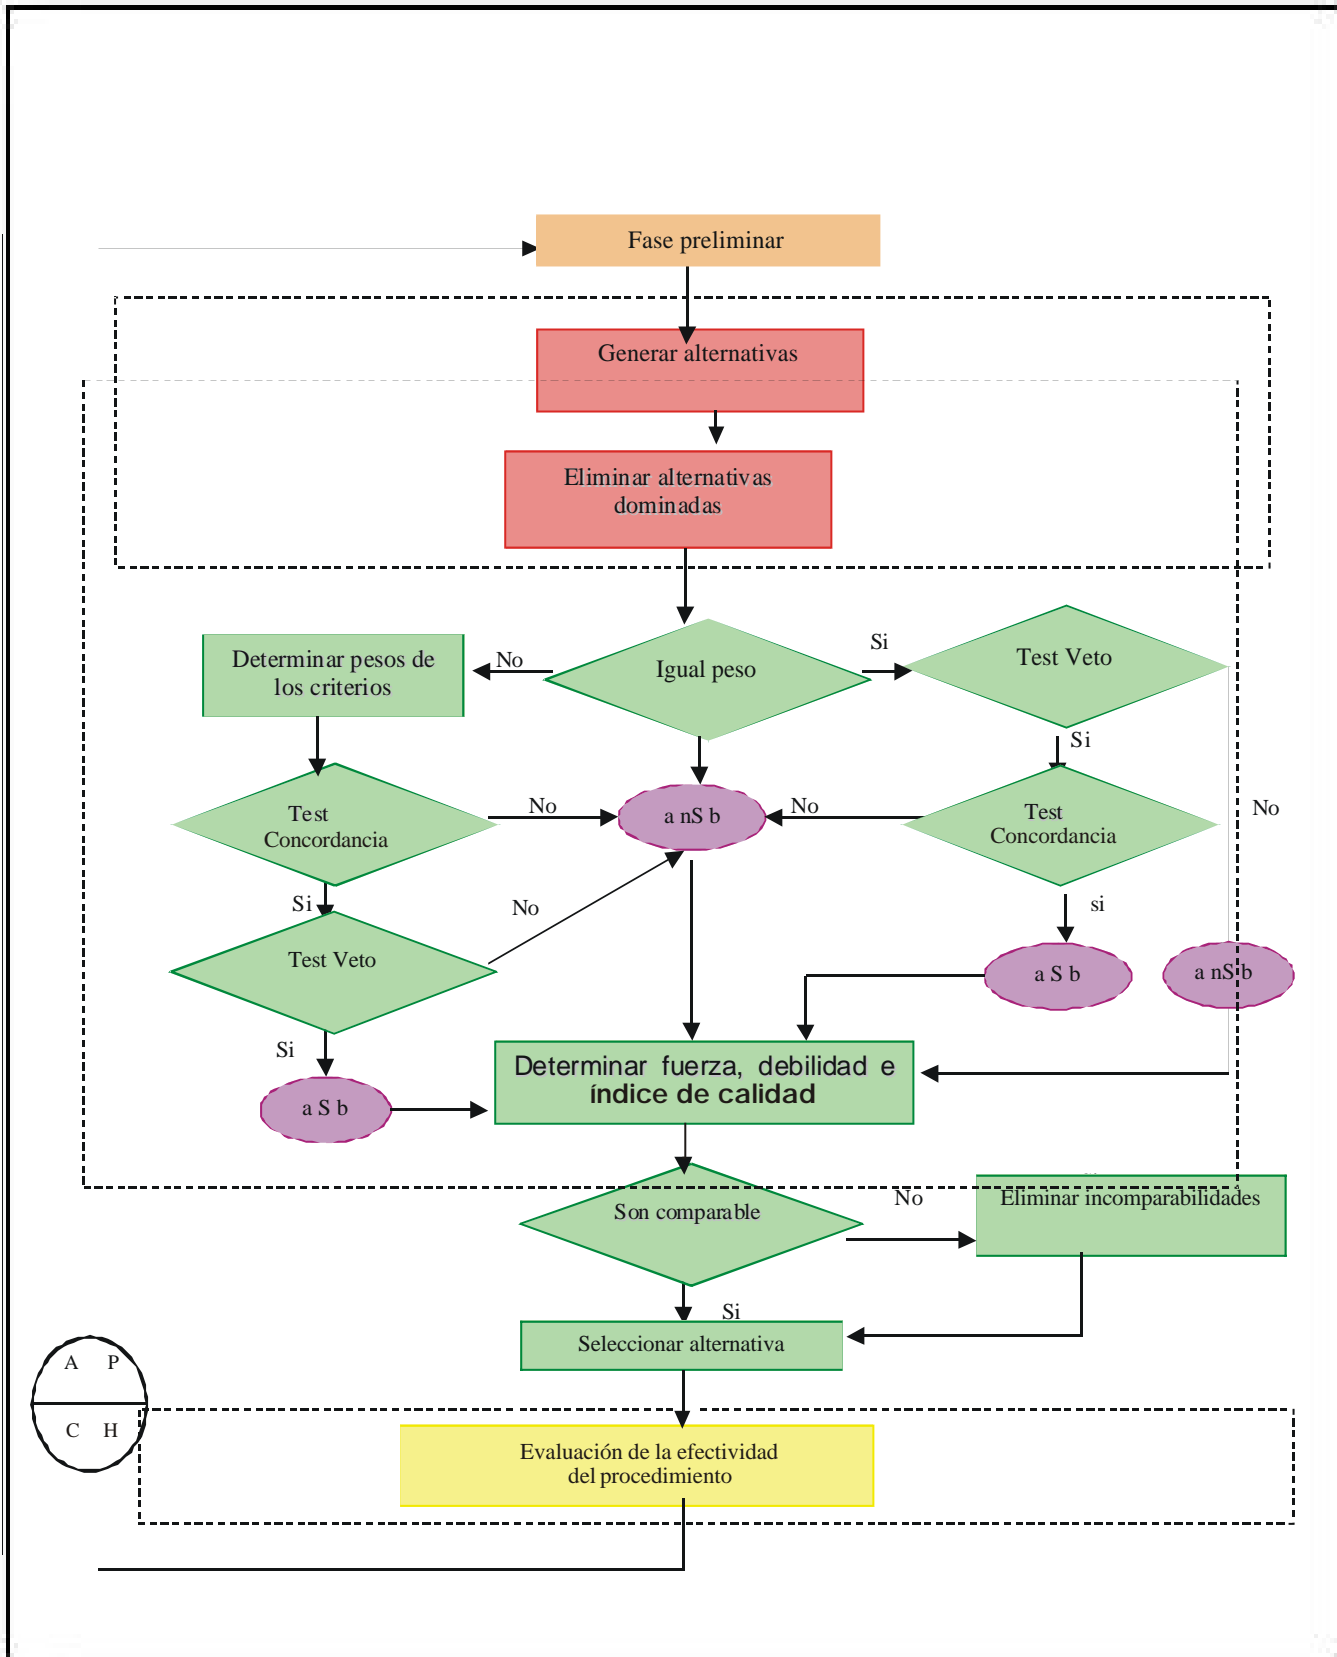 Fase preliminar
Generar alternativas
Eliminar alternativas
dominadas
Si
Determinar pesos de
los criterios
No
Igual peso
Test Veto
Si
Test
Concordancia
No
a nS b
No
Test
Concordancia
No
Si
No
si
Test Veto
a S b
a nS b
Si
Determinar fuerza, debilidad e
índice de calidad
a S b
Son comparable
No
Eliminar incomparabilidades
Si
Seleccionar alternativa
A P
C H
Evaluación de la efectividad
del procedimiento